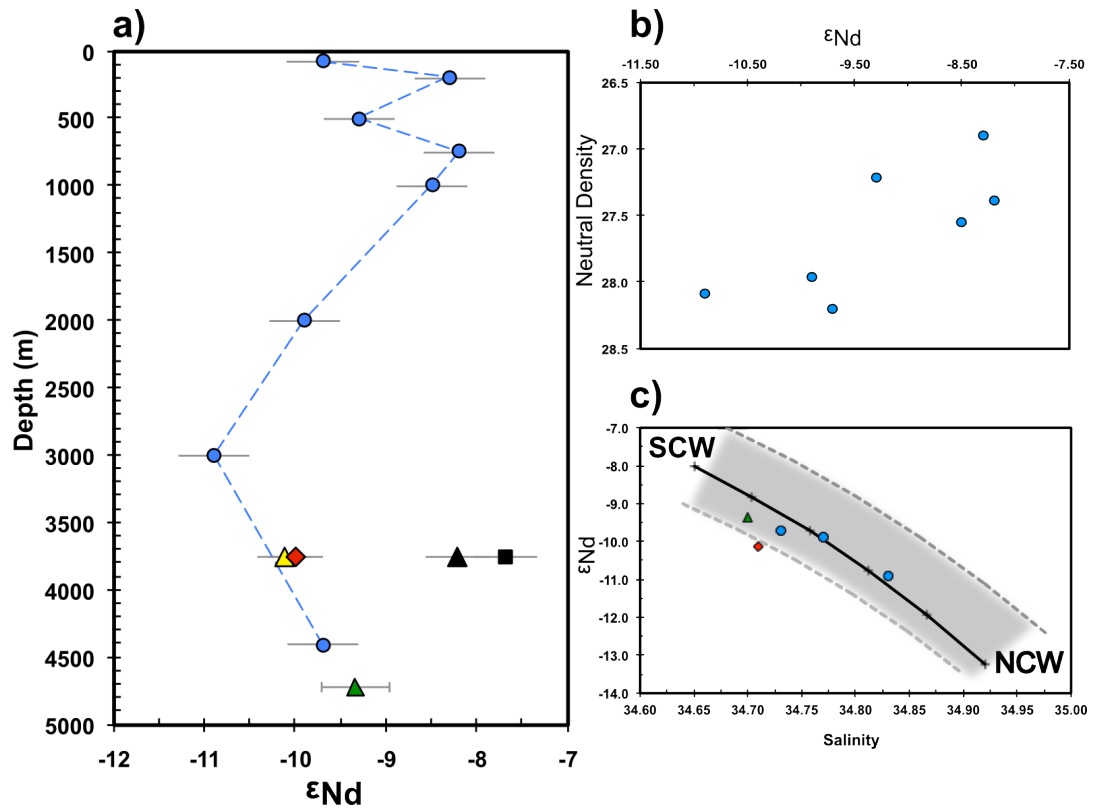 a)
0
500
1000
1500
2000
2500
3000
3500
4000
4500
5000
Depth (m)
-12 -11 -10 -9 -8 -7
εNd
b)
εNd
-11.50 -10.50 -9.50 -8.50 -7.50
26.5
27.0
27.5
28.0
28.5
Neutral Density
c)
-7.0
-8.0
-9.0
-10.0
-11.0
-12.0
-13.0
-14.0
εNd
SCW
NCW
34.60 34.65 34.70 34.75 34.80 34.85 34.90 34.95 35.00
Salinity